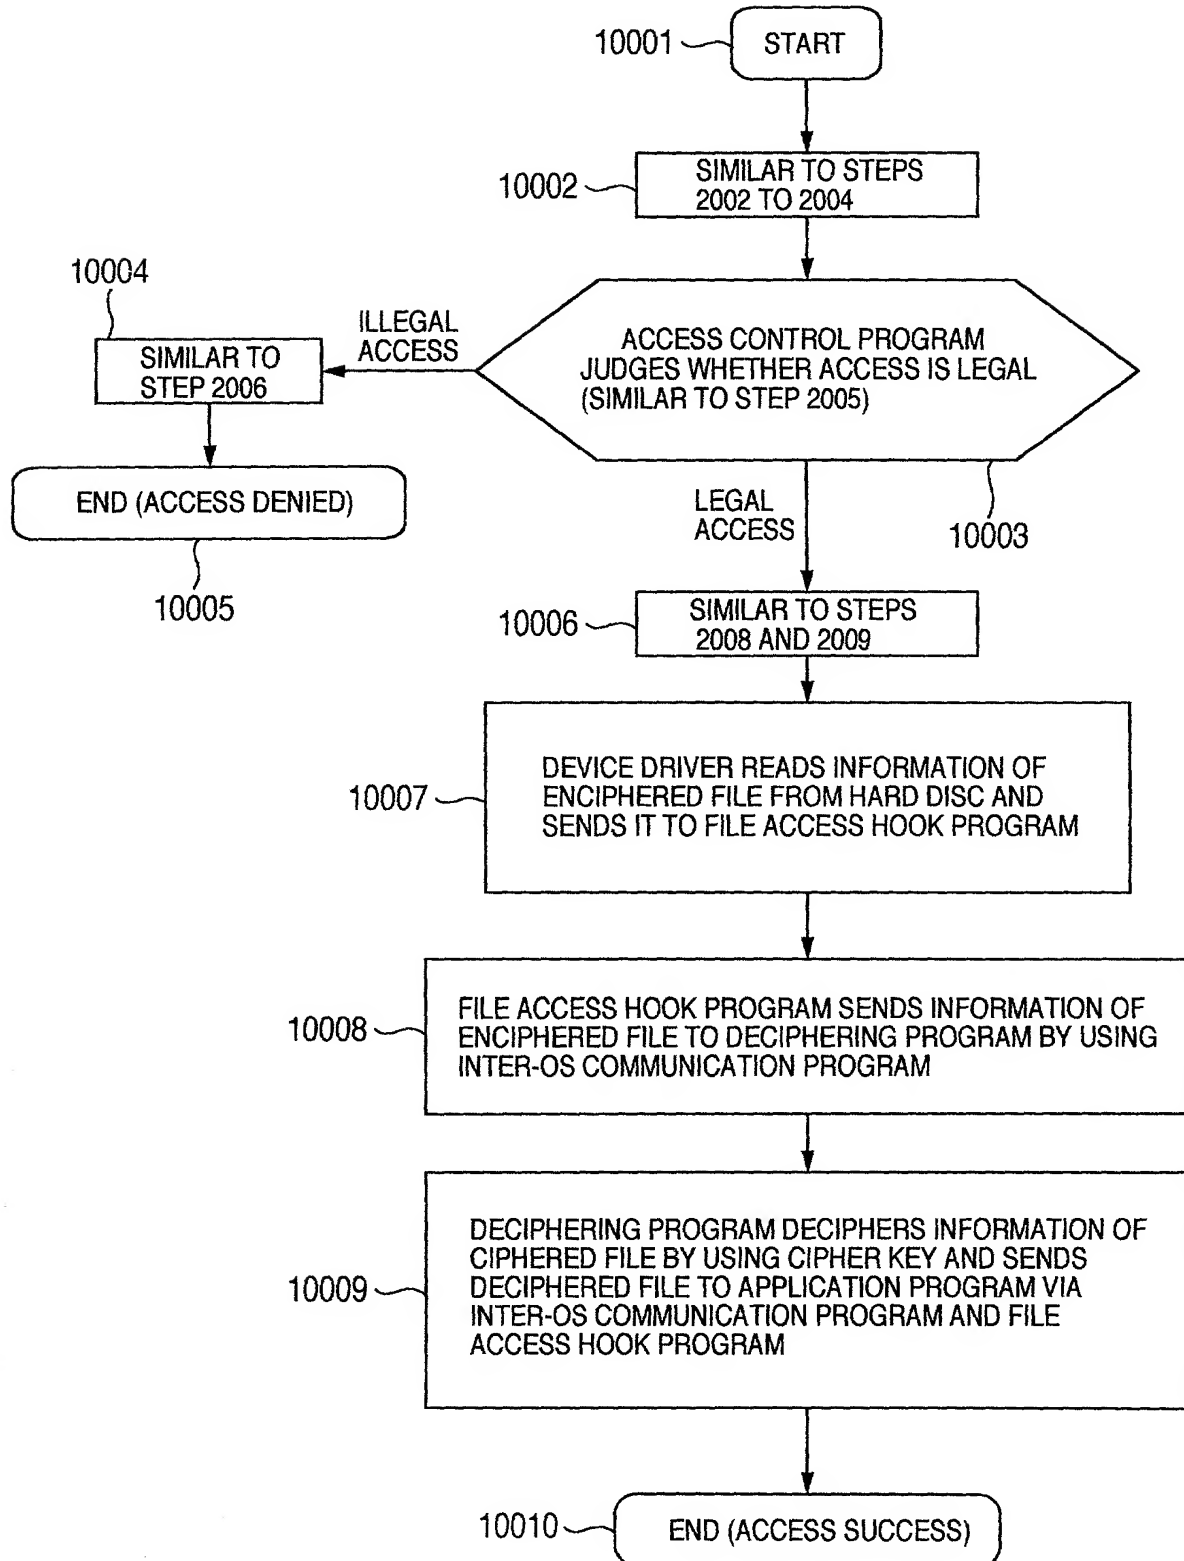 10001
START
10002
SIMILAR TO STEPS
2002 TO 2004
10004
ILLEGAL
ACCESS
SIMILAR TO
STEP 2006
ACCESS CONTROL PROGRAM
JUDGES WHETHER ACCESS IS LEGAL
(SIMILAR TO STEP 2005)
END (ACCESS DENIED)
LEGAL
ACCESS
10003
10005
10006
SIMILAR TO STEPS
2008 AND 2009
10007
DEVICE DRIVER READS INFORMATION OF
ENCIPHERED FILE FROM HARD DISC AND
SENDS IT TO FILE ACCESS HOOK PROGRAM
10008
FILE ACCESS HOOK PROGRAM SENDS INFORMATION OF
ENCIPHERED FILE TO DECIPHERING PROGRAM BY USING
INTER-OS COMMUNICATION PROGRAM
10009
DECIPHERING PROGRAM DECIPHERS INFORMATION OF
CIPHERED FILE BY USING CIPHER KEY AND SENDS
DECIPHERED FILE TO APPLICATION PROGRAM VIA
INTER-OS COMMUNICATION PROGRAM AND FILE
ACCESS HOOK PROGRAM
10010
END (ACCESS SUCCESS)